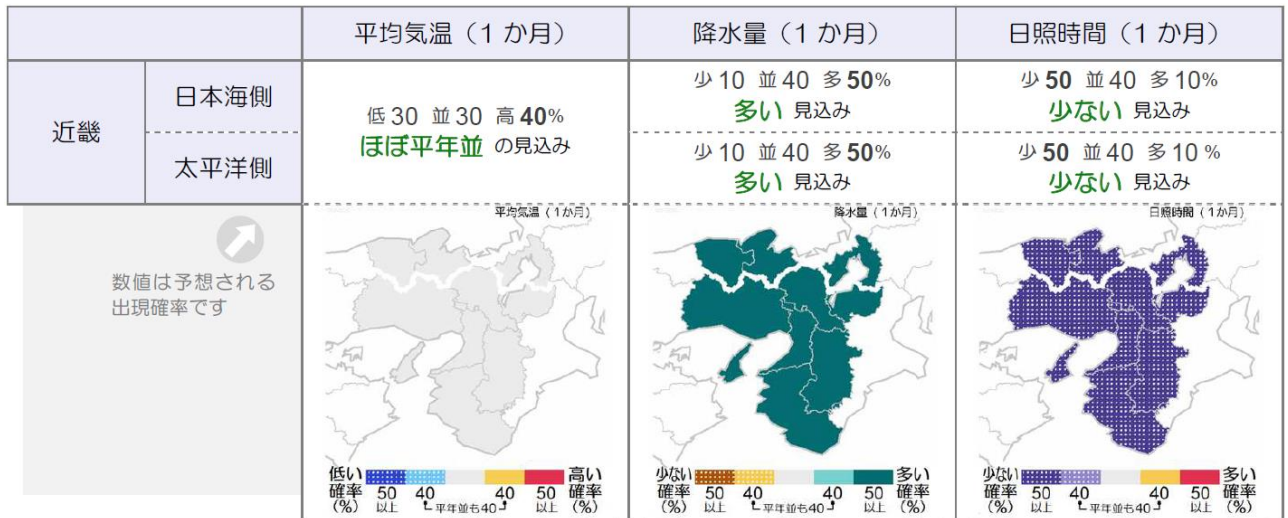 平均気温（1 か月） 降水量（1 か月） 日照時間（1 か月）
近畿
日本海側
太平洋側
低 30 並 30 高 40%
ほぼ平年並 の見込み
少 10 並 40 多 50%
多い 見込み
少 10 並 40 多 50%
多い 見込み
少 50 並 40 多 10%
少ない 見込み
少 50 並 40 多 10 %
少ない 見込み
数値は予想される
出現確率です
平均気温（1か月）
低い 高い
確率 50 40 40 50 確率
(%) 以上 平年並も40 以上 (%)
降水量（1か月）
少ない 多い
確率 50 40 40 50 確率
(%) 以上 平年並も40 以上 (%)
日照時間（1か月）
少ない 多い
確率 50 40 40 50 確率
(%) 以上 平年並も40 以上 (%)